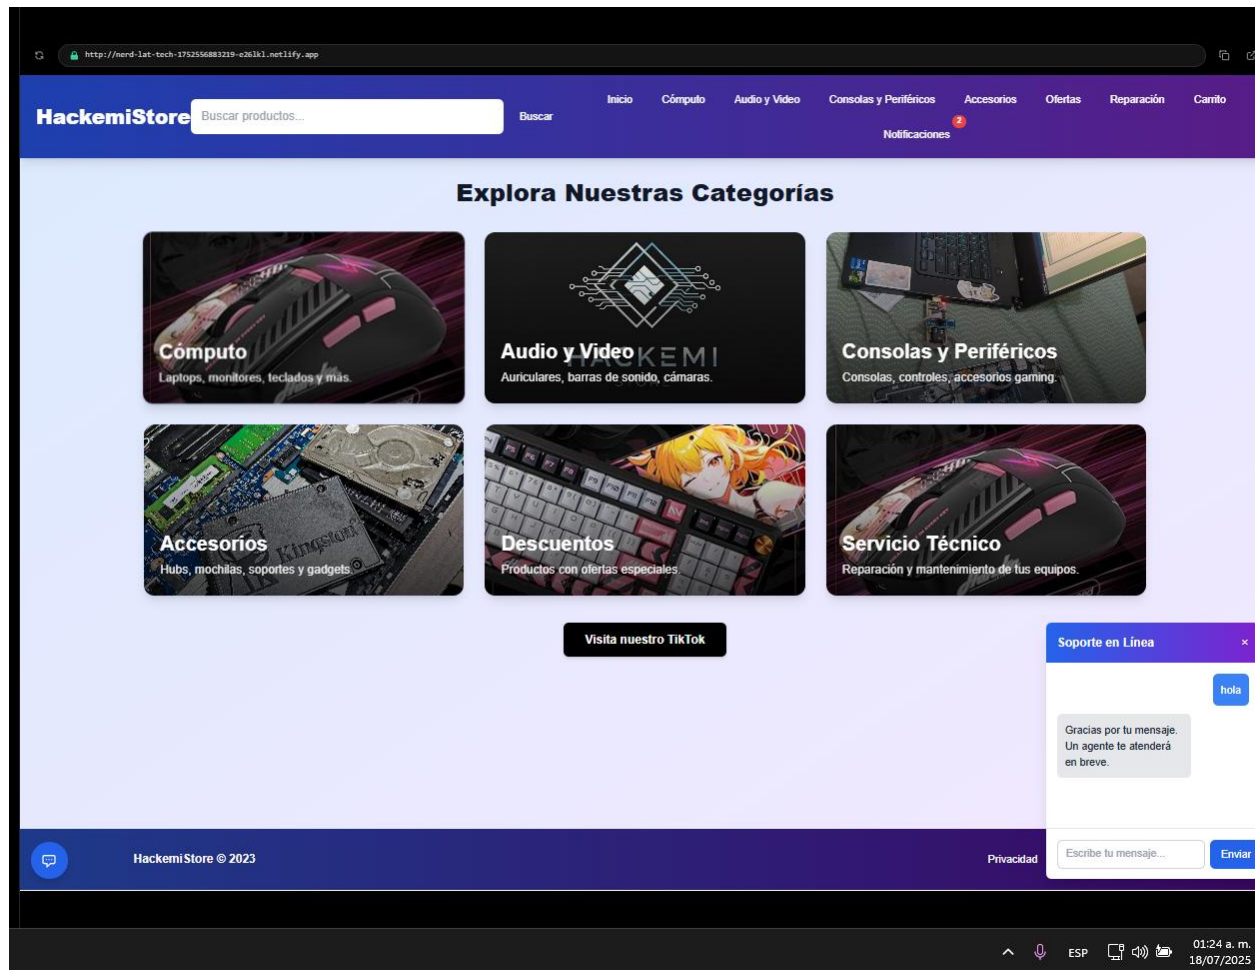 http://nerd-lat-tech-1752556883219-e26lkl.netlify.app
HackemiStore
Buscar productos...
Buscar
Inicio
Cómputo
Audio y Video
Consolas y Periféricos
Accesorios
Ofertas
Reparación
Carrito
Notificaciones
2
Explora Nuestras Categorías
Cómputo
Laptops, monitores, teclados y más.
HACKEMI
Audio y Video
Auriculares, barras de sonido, cámaras.
Consolas y Periféricos
Consolas, controles, accesorios gaming.
Kingston
Accesorios
Hubs, mochilas, soportes y gadgets.
Descuentos
Productos con ofertas especiales.
Servicio Técnico
Reparación y mantenimiento de tus equipos.
Visita nuestro TikTok
Soporte en Línea
×
hola
Gracias por tu mensaje.
Un agente te atenderá
en breve.
Escribe tu mensaje...
Enviar
HackemiStore © 2023
Privacidad
ESP
01:24 a. m.
18/07/2025